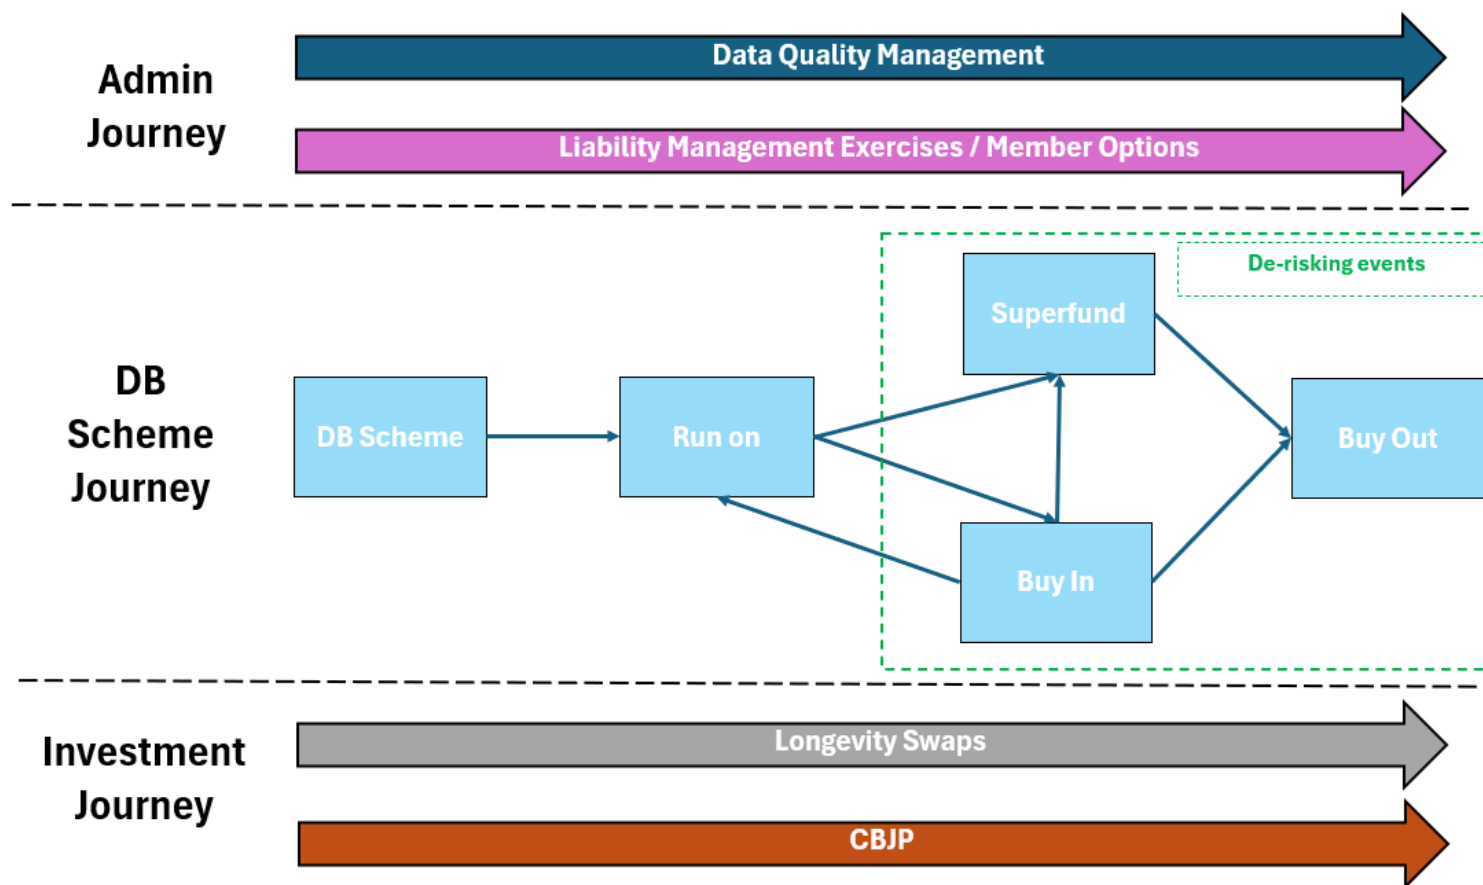 Admin
Journey
Data Quality Management
Liability Management Exercises / Member Options
De-risking events
DB
Scheme
Journey
DB Scheme
Run on
Superfund
Buy In
Buy Out
Investment
Journey
Longevity Swaps
CBJP